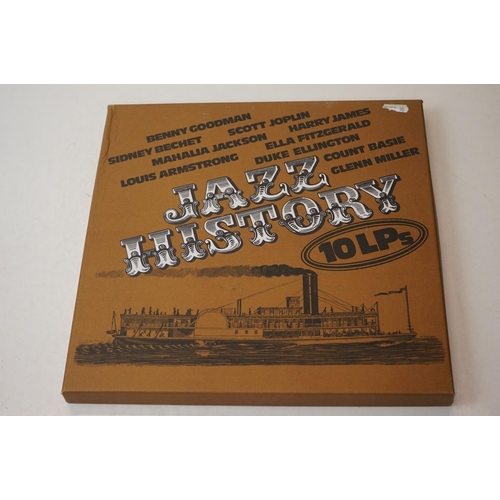 BENNY GOODMAN SCOTT JOPLIN HARRY JAMES
SIDNEY BECHET MAHALIA JACKSON ELLA FITZGERALD
LOUIS ARMSTRONG DUKE ELLINGTON COUNT BASIE
GLENN MILLER
JAZZ
HISTORY
10 LPs